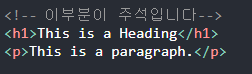 <!-- 이부분이 주석입니다-->
<h1>This is a Heading</h1>
<p>This is a paragraph.</p>